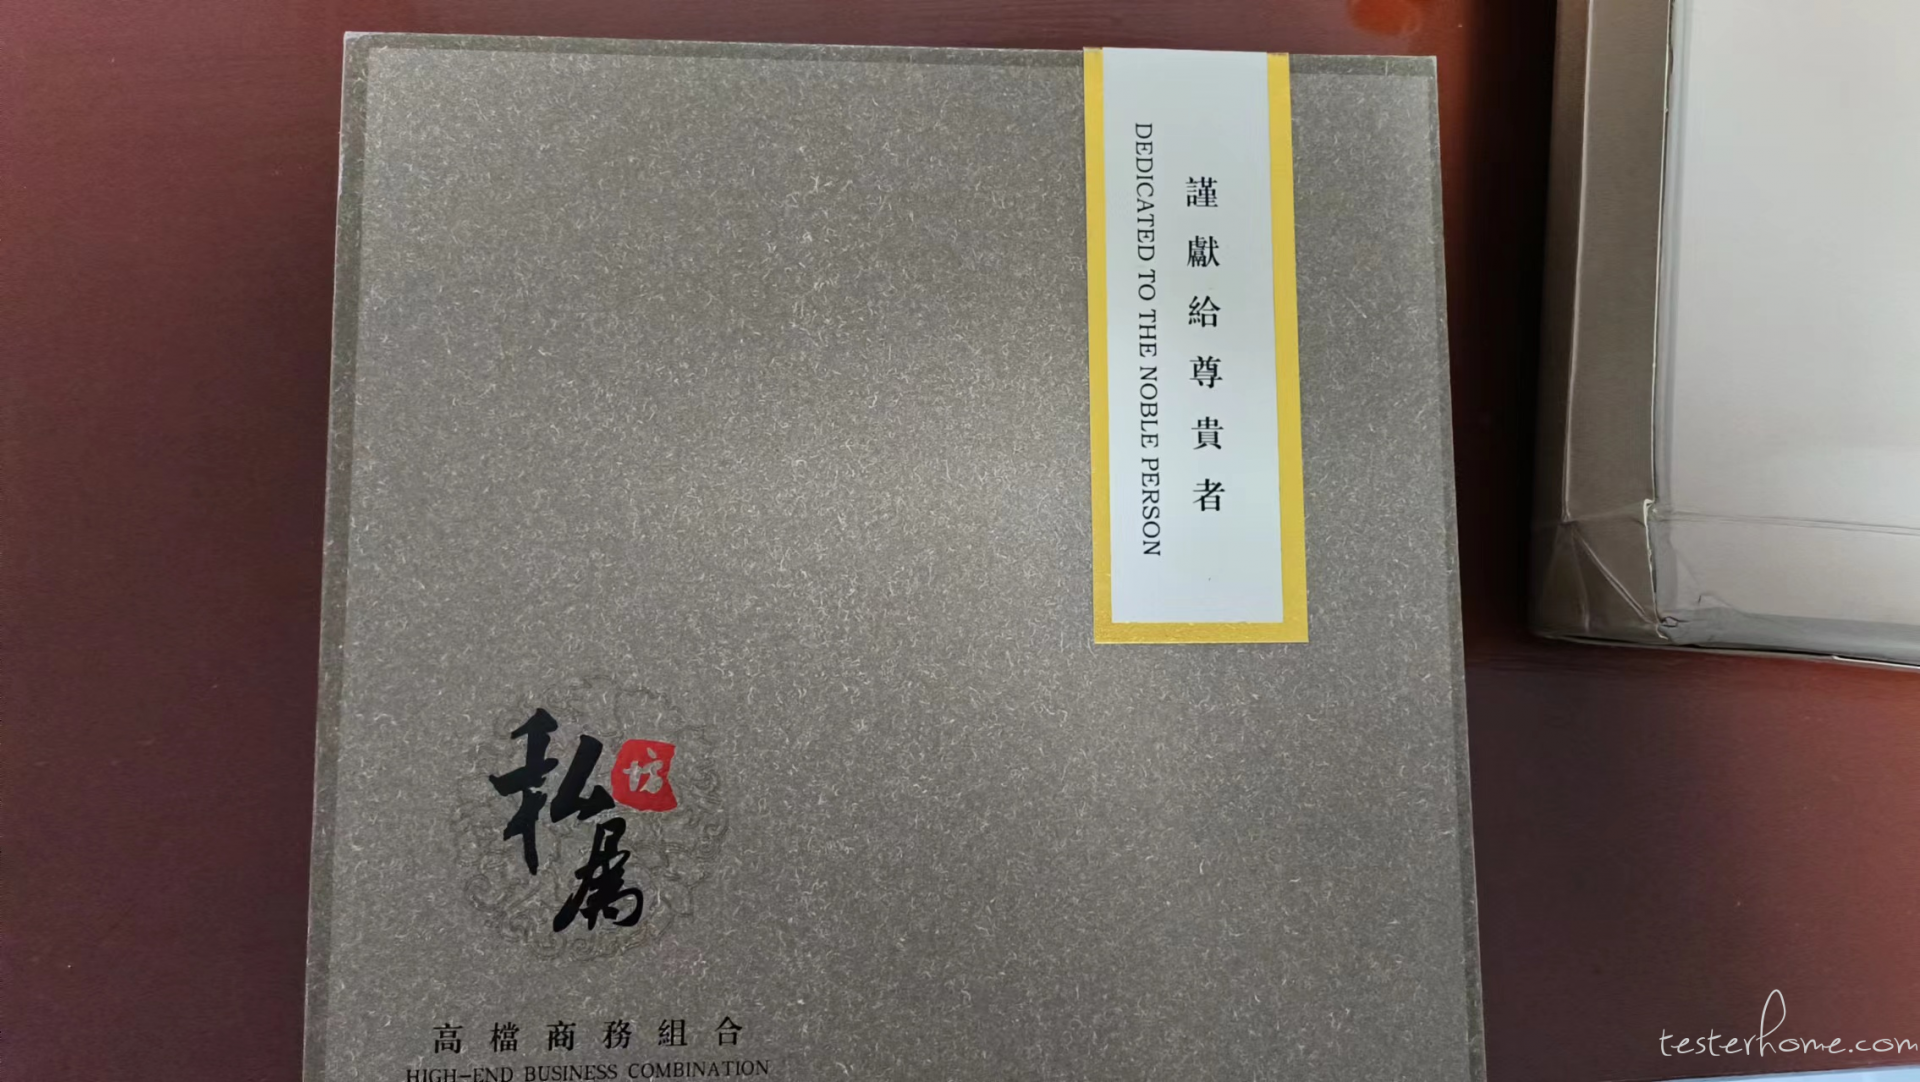 謹獻給尊貴者
DEDICATED TO THE NOBLE PERSON
私属
坊
高檔商務組合
HIGH-END BUSINESS COMBINATION
testerhome.com